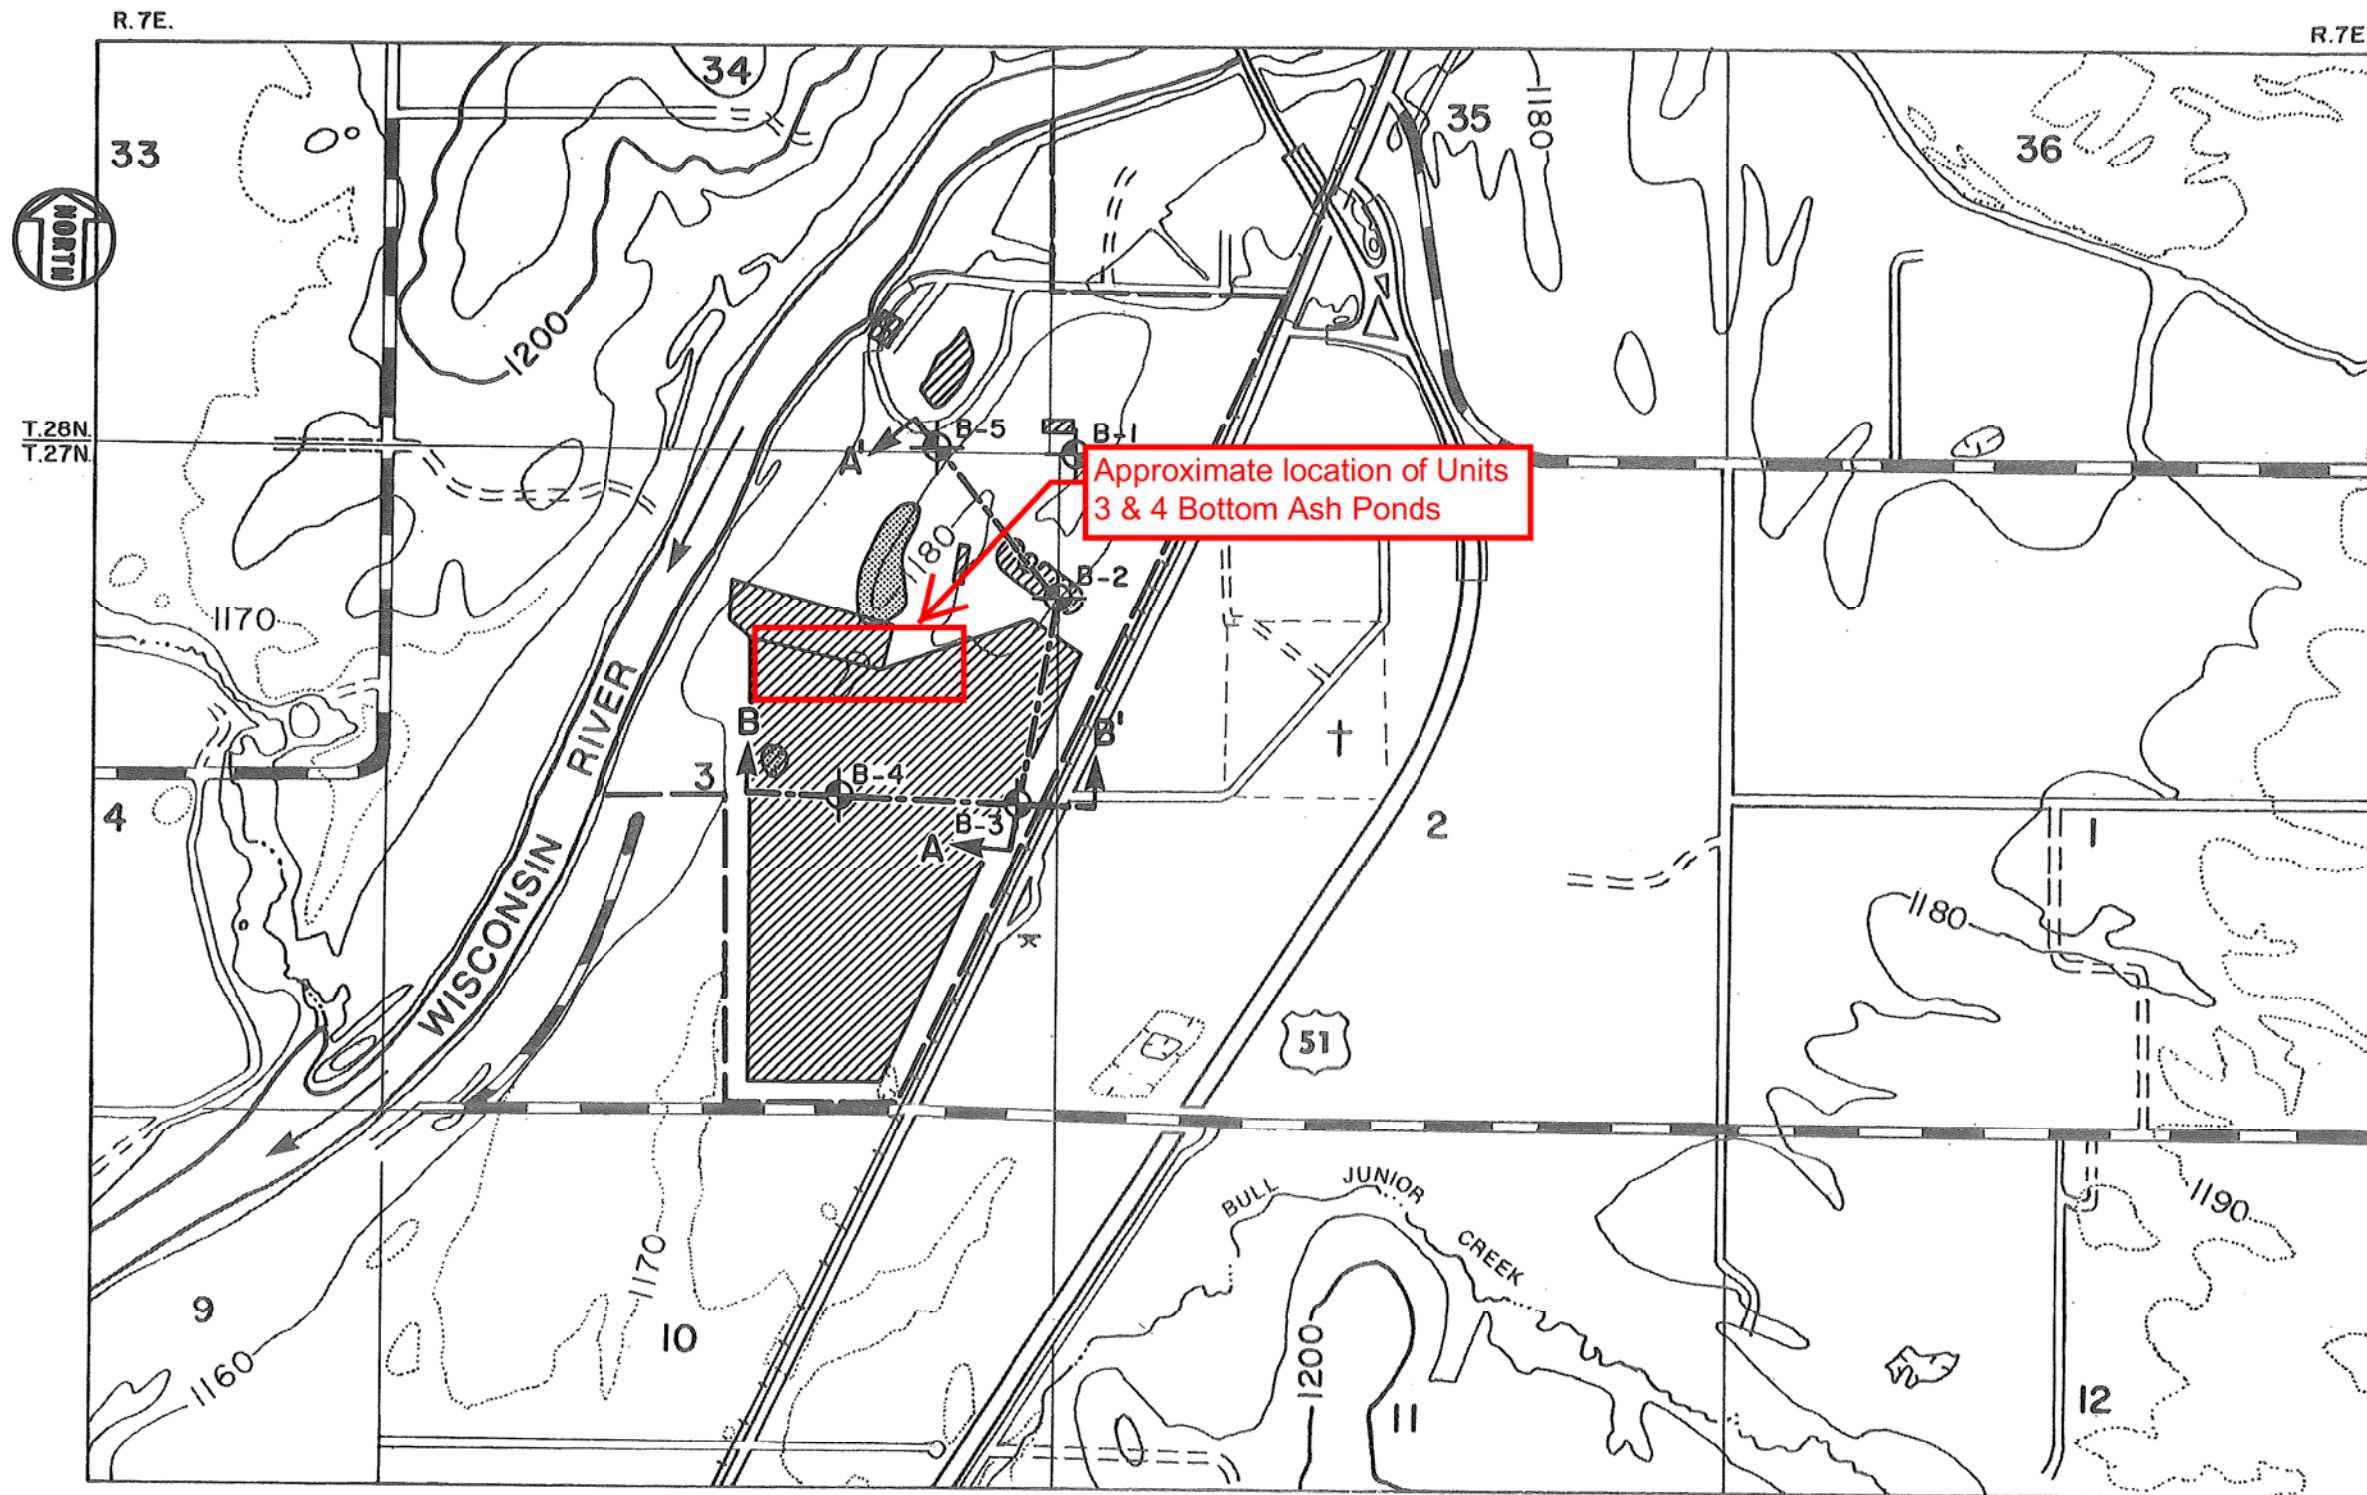 R.7E.
R.7E
34
35
1180
33
36
NORTH
1200
T.28N.
T.27N.
B-5
B-1
A'
Approximate location of Units
3 & 4 Bottom Ash Ponds
1180
B-2
1170
WISCONSIN RIVER
B
B'
3
B-4
B-3
A
4
2
1
1180
51
BULL JUNIOR CREEK
1190
1170
9
10
1160
1200
11
12